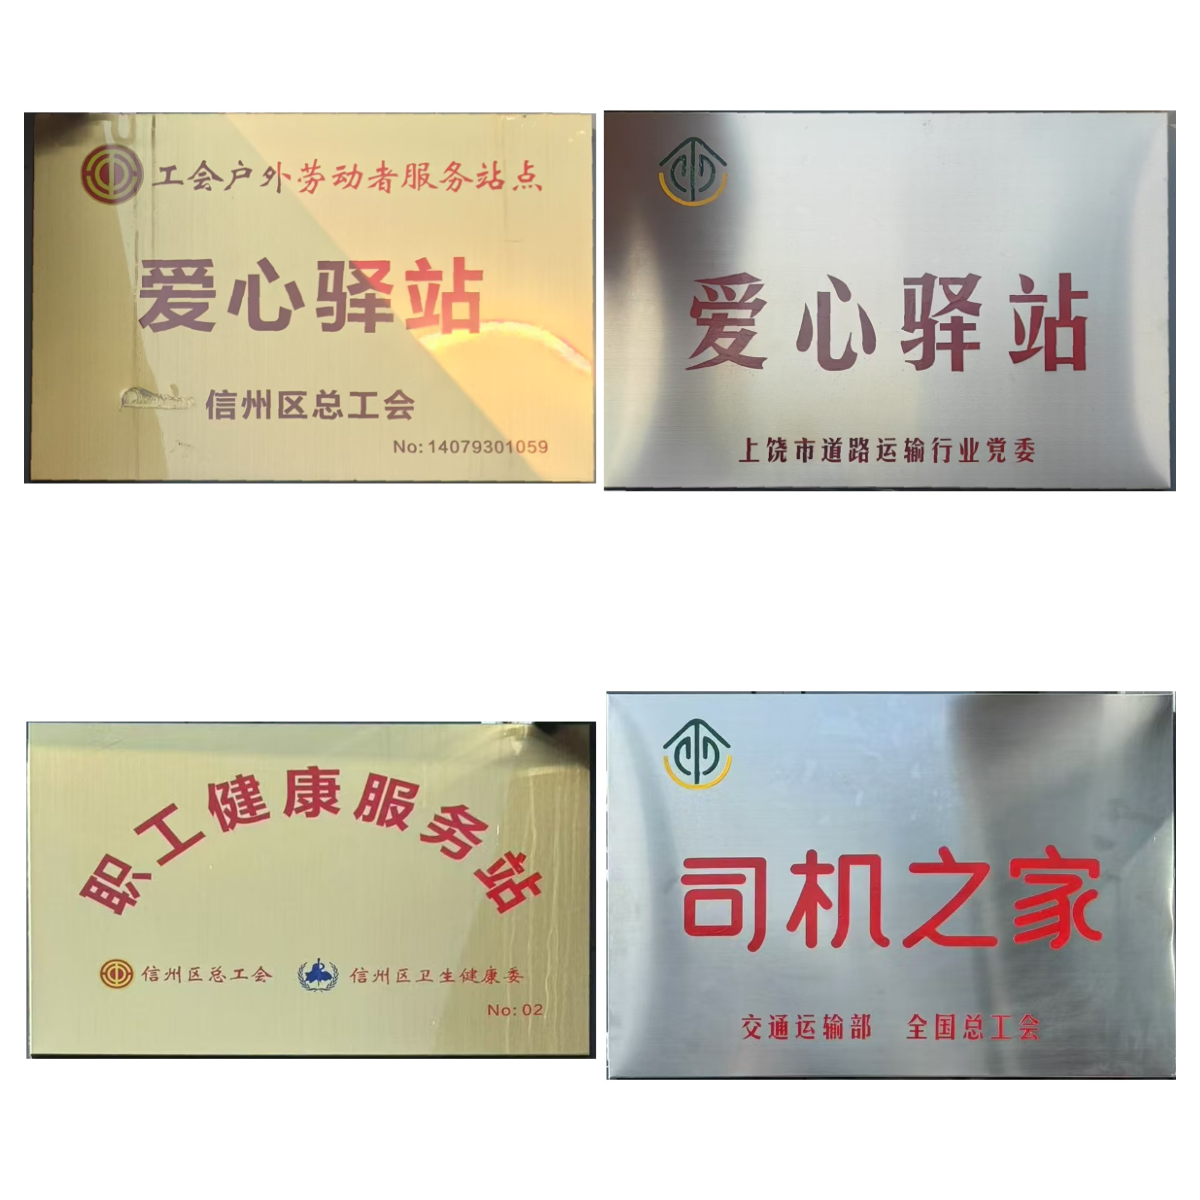 工会户外劳动者服务站点
爱心驿站
信州区总工会
No: 14079301059
爱心驿站
上饶市道路运输行业党委
职工健康服务站
信州区总工会 信州区卫生健康委
No: 02
司机之家
交通运输部 全国总工会